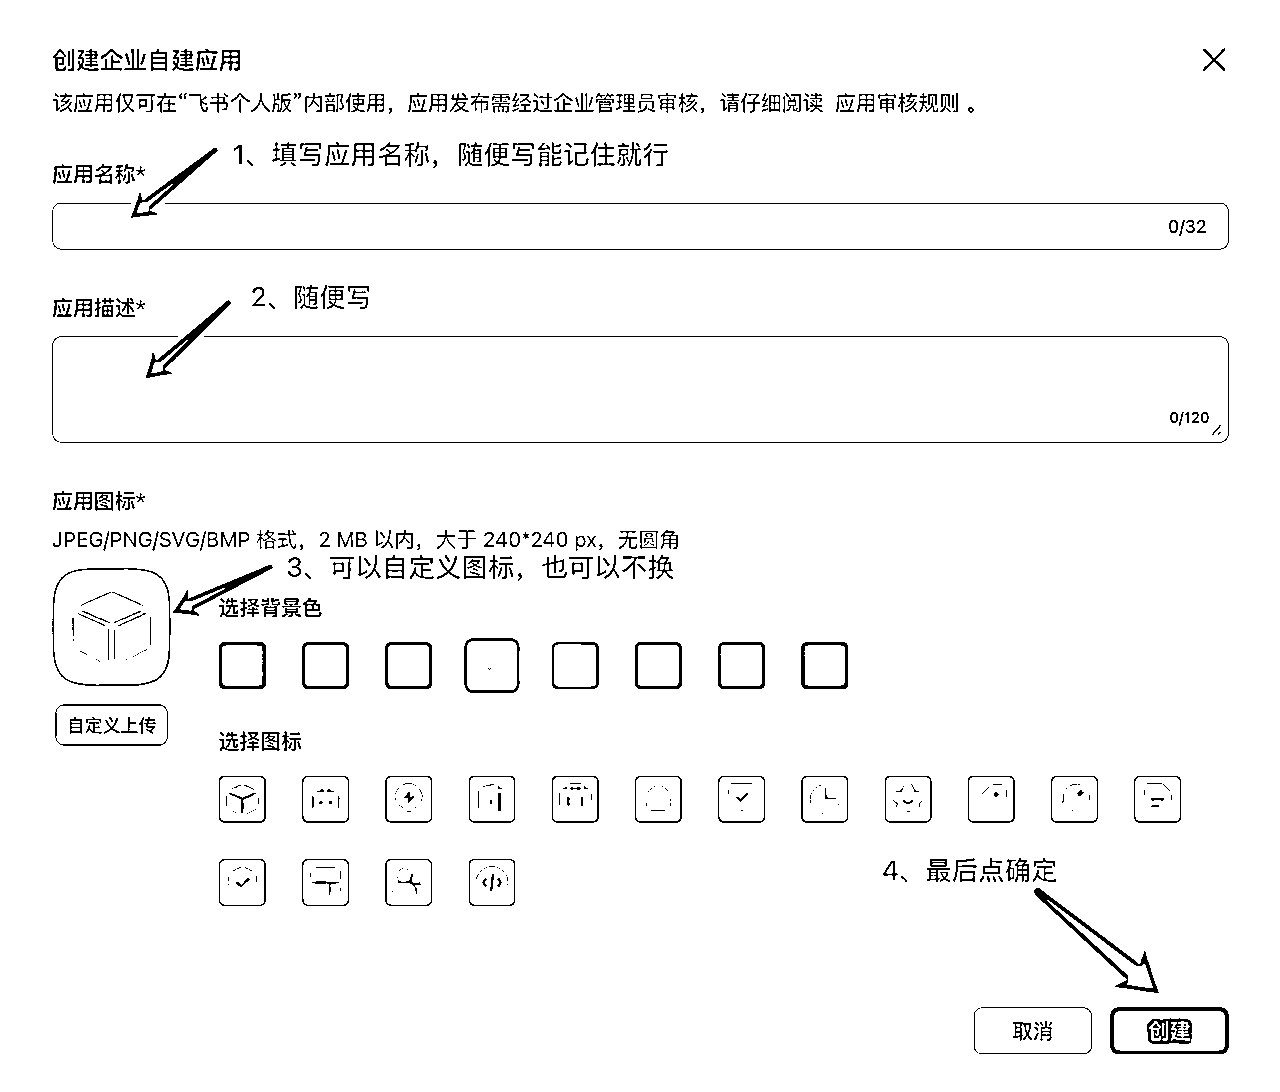 创建企业自建应用
该应用仅可在“飞书个人版”内部使用，应用发布需经过企业管理员审核，请仔细阅读 应用审核规则 。
1、填写应用名称，随便写能记住就行
应用名称*
0/32
2、随便写
应用描述*
0/120
应用图标*
JPEG/PNG/SVG/BMP 格式，2 MB 以内，大于 240*240 px，无圆角
3、可以自定义图标，也可以不换
选择背景色
自定义上传
选择图标
4、最后点确定
取消
创建